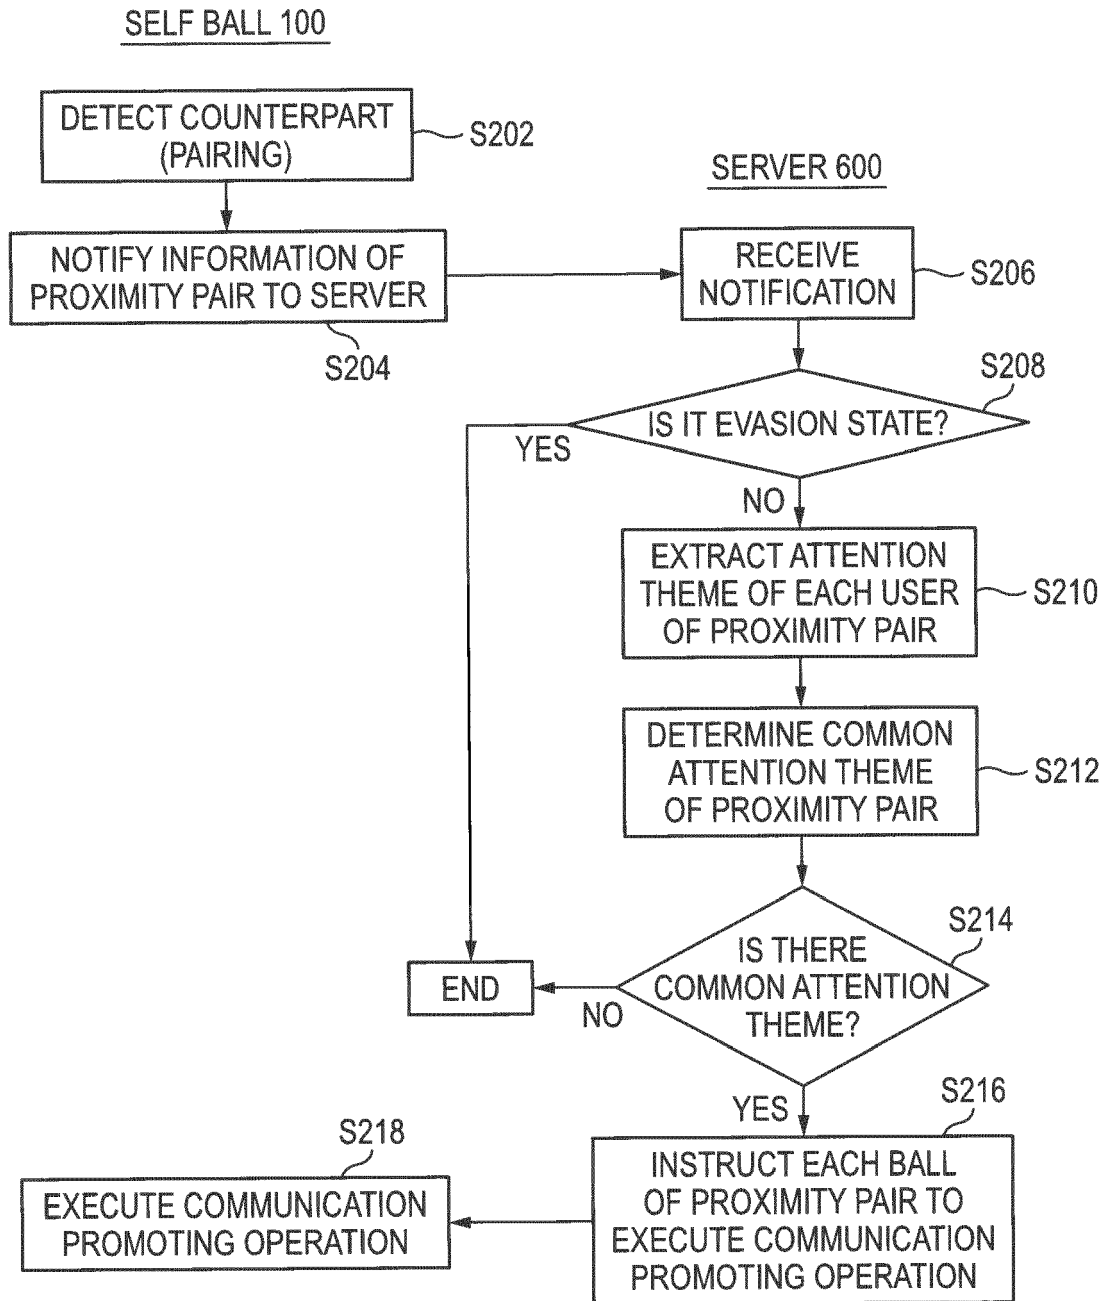 SELF BALL 100
DETECT COUNTERPART
(PAIRING)
S202
SERVER 600
NOTIFY INFORMATION OF
PROXIMITY PAIR TO SERVER
S204
RECEIVE
NOTIFICATION
S206
S208
IS IT EVASION STATE?
YES
NO
EXTRACT ATTENTION
THEME OF EACH USER
OF PROXIMITY PAIR
S210
DETERMINE COMMON
ATTENTION THEME
OF PROXIMITY PAIR
S212
S214
IS THERE
COMMON ATTENTION
THEME?
END
NO
YES
S216
INSTRUCT EACH BALL
OF PROXIMITY PAIR TO
EXECUTE COMMUNICATION
PROMOTING OPERATION
S218
EXECUTE COMMUNICATION
PROMOTING OPERATION